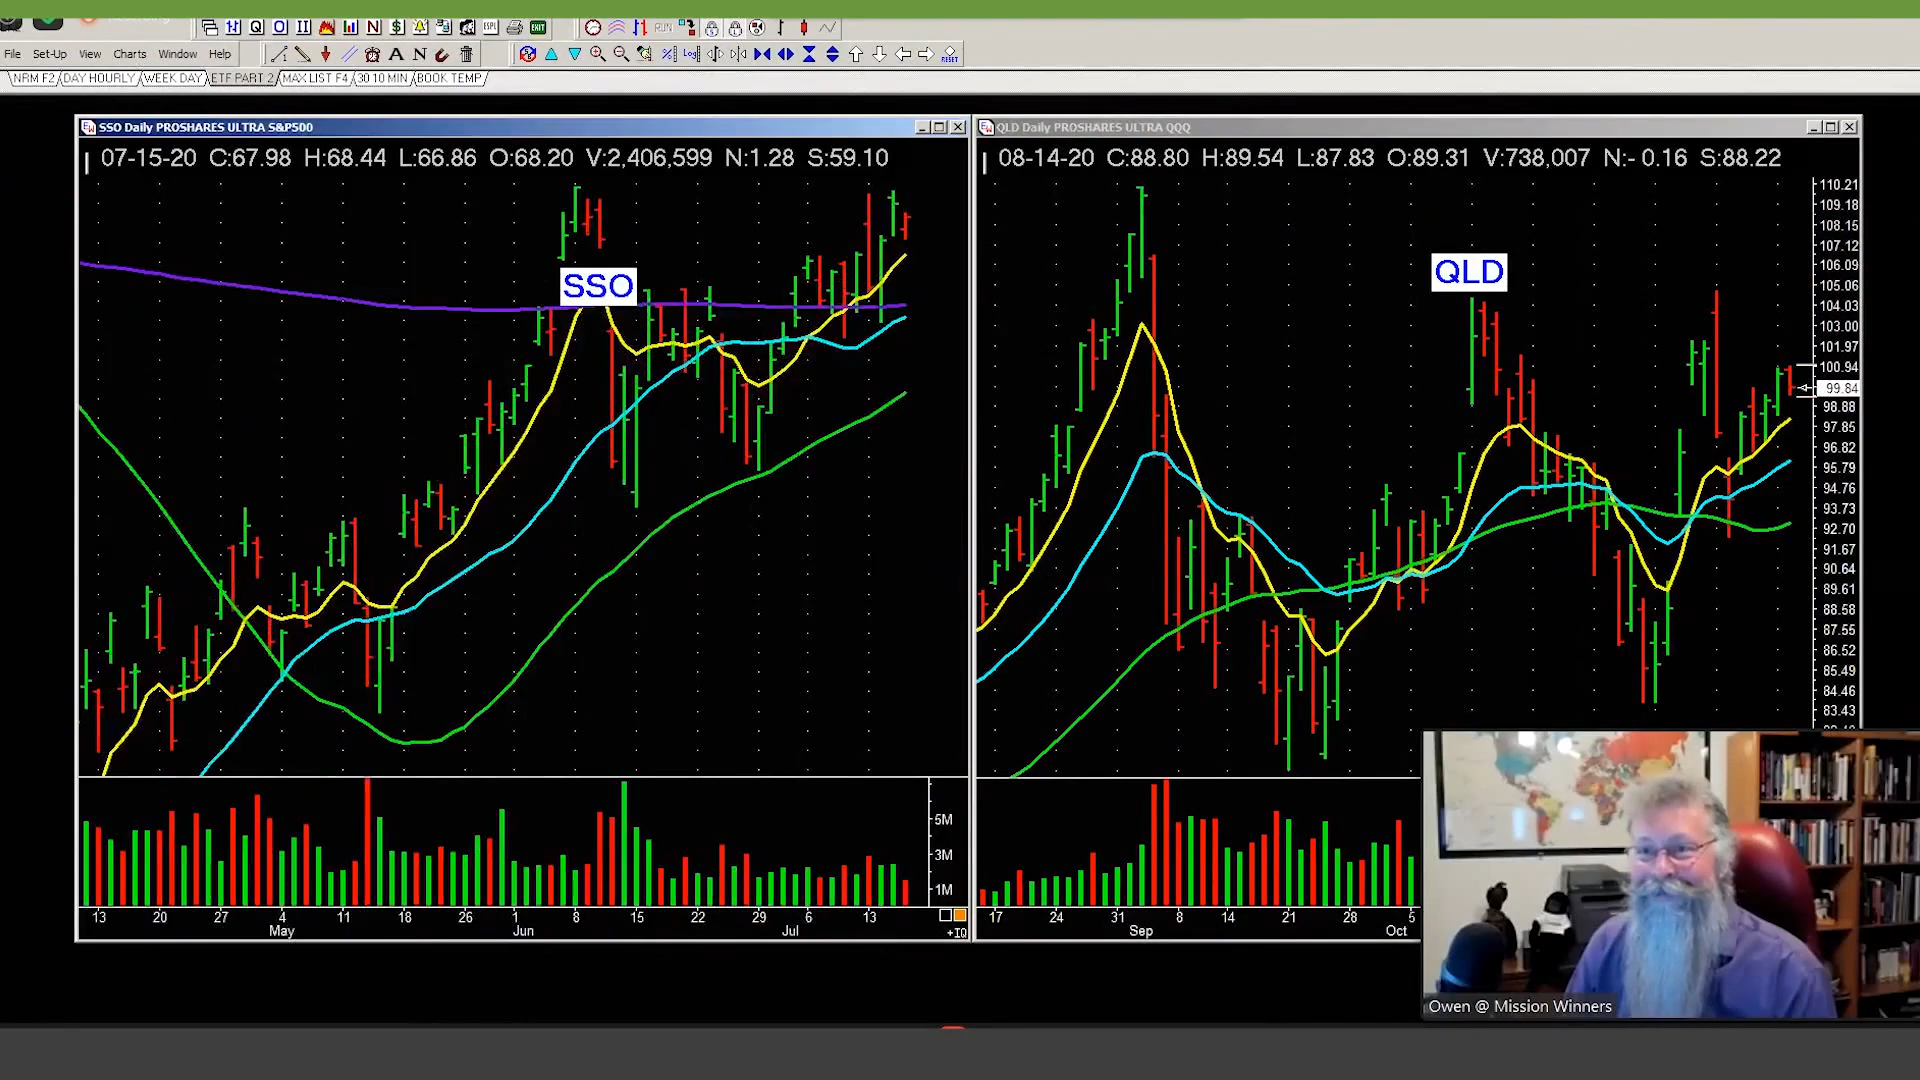 File Set-Up View Charts Window Help
NRM F2 DAY HOURLY WEEK DAY ETF PART 2 MAX LIST F4 30 10 MIN BOOK TEMP
SSO Daily PROSHARES ULTRA S&P500
07-15-20 C:67.98 H:68.44 L:66.86 O:68.20 V:2,406,599 N:1.28 S:59.10
SSO
5M
3M
1M
13 20 27 4 11 18 26 1 8 15 22 29 6 13
May Jun Jul
+IQ
QLD Daily PROSHARES ULTRA QQQ
08-14-20 C:88.80 H:89.54 L:87.83 O:89.31 V:738,007 N:- 0.16 S:88.22
QLD
110.21
109.18
108.15
107.12
106.09
105.06
104.03
103.00
101.97
100.94
99.84
98.88
97.85
96.82
95.79
94.76
93.73
92.70
91.67
90.64
89.61
88.58
87.55
86.52
85.49
84.46
83.43
17 24 31 8 14 21 28 5
Sep Oct
Owen @ Mission Winners